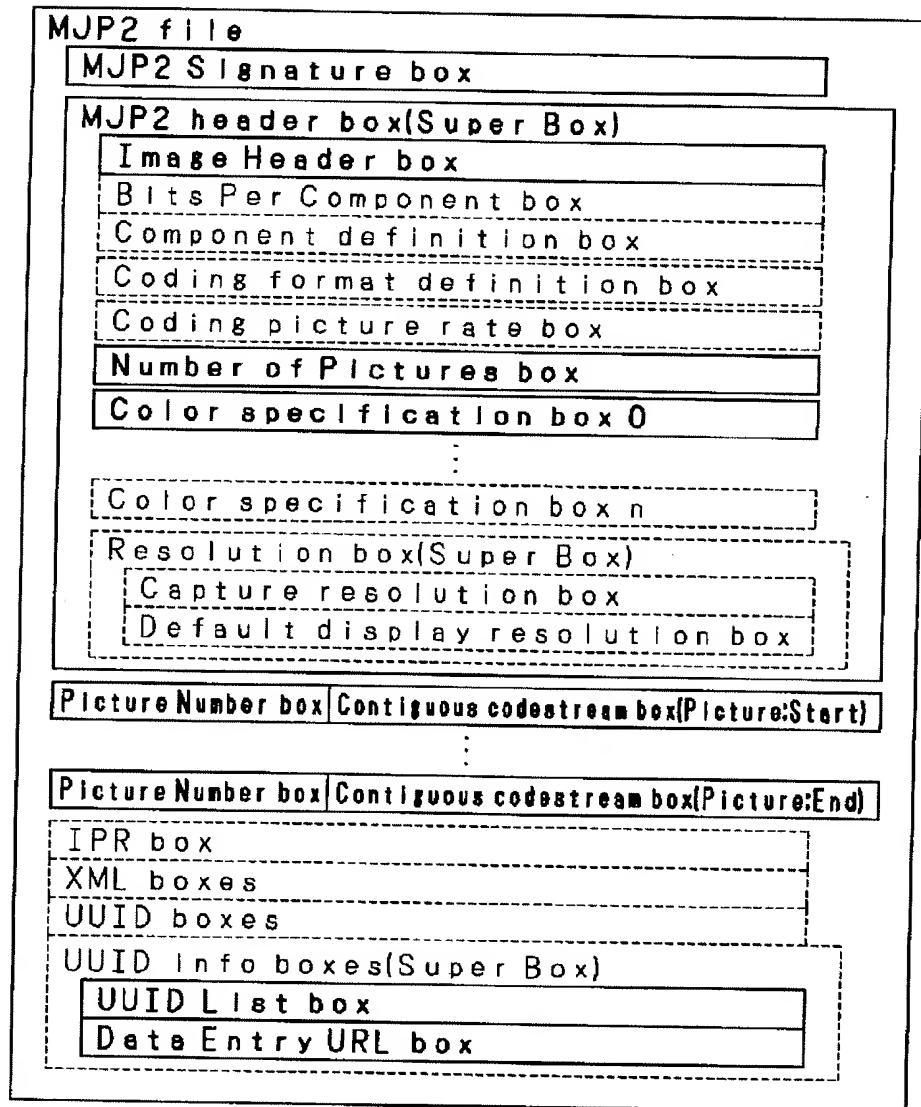 MJP2 file
MJP2 Signature box
MJP2 header box(Super Box)
Image Header box
Bits Per Component box
Component definition box
Coding format definition box
Coding picture rate box
Number of Pictures box
Color specification box 0
Color specification box n
Resolution box(Super Box)
Capture resolution box
Default display resolution box
Picture Number box Contiguous codestream box(Picture:Start)
Picture Number box Contiguous codestream box(Picture:End)
IPR box
XML boxes
UUID boxes
UUID Info boxes(Super Box)
UUID List box
Data Entry URL box